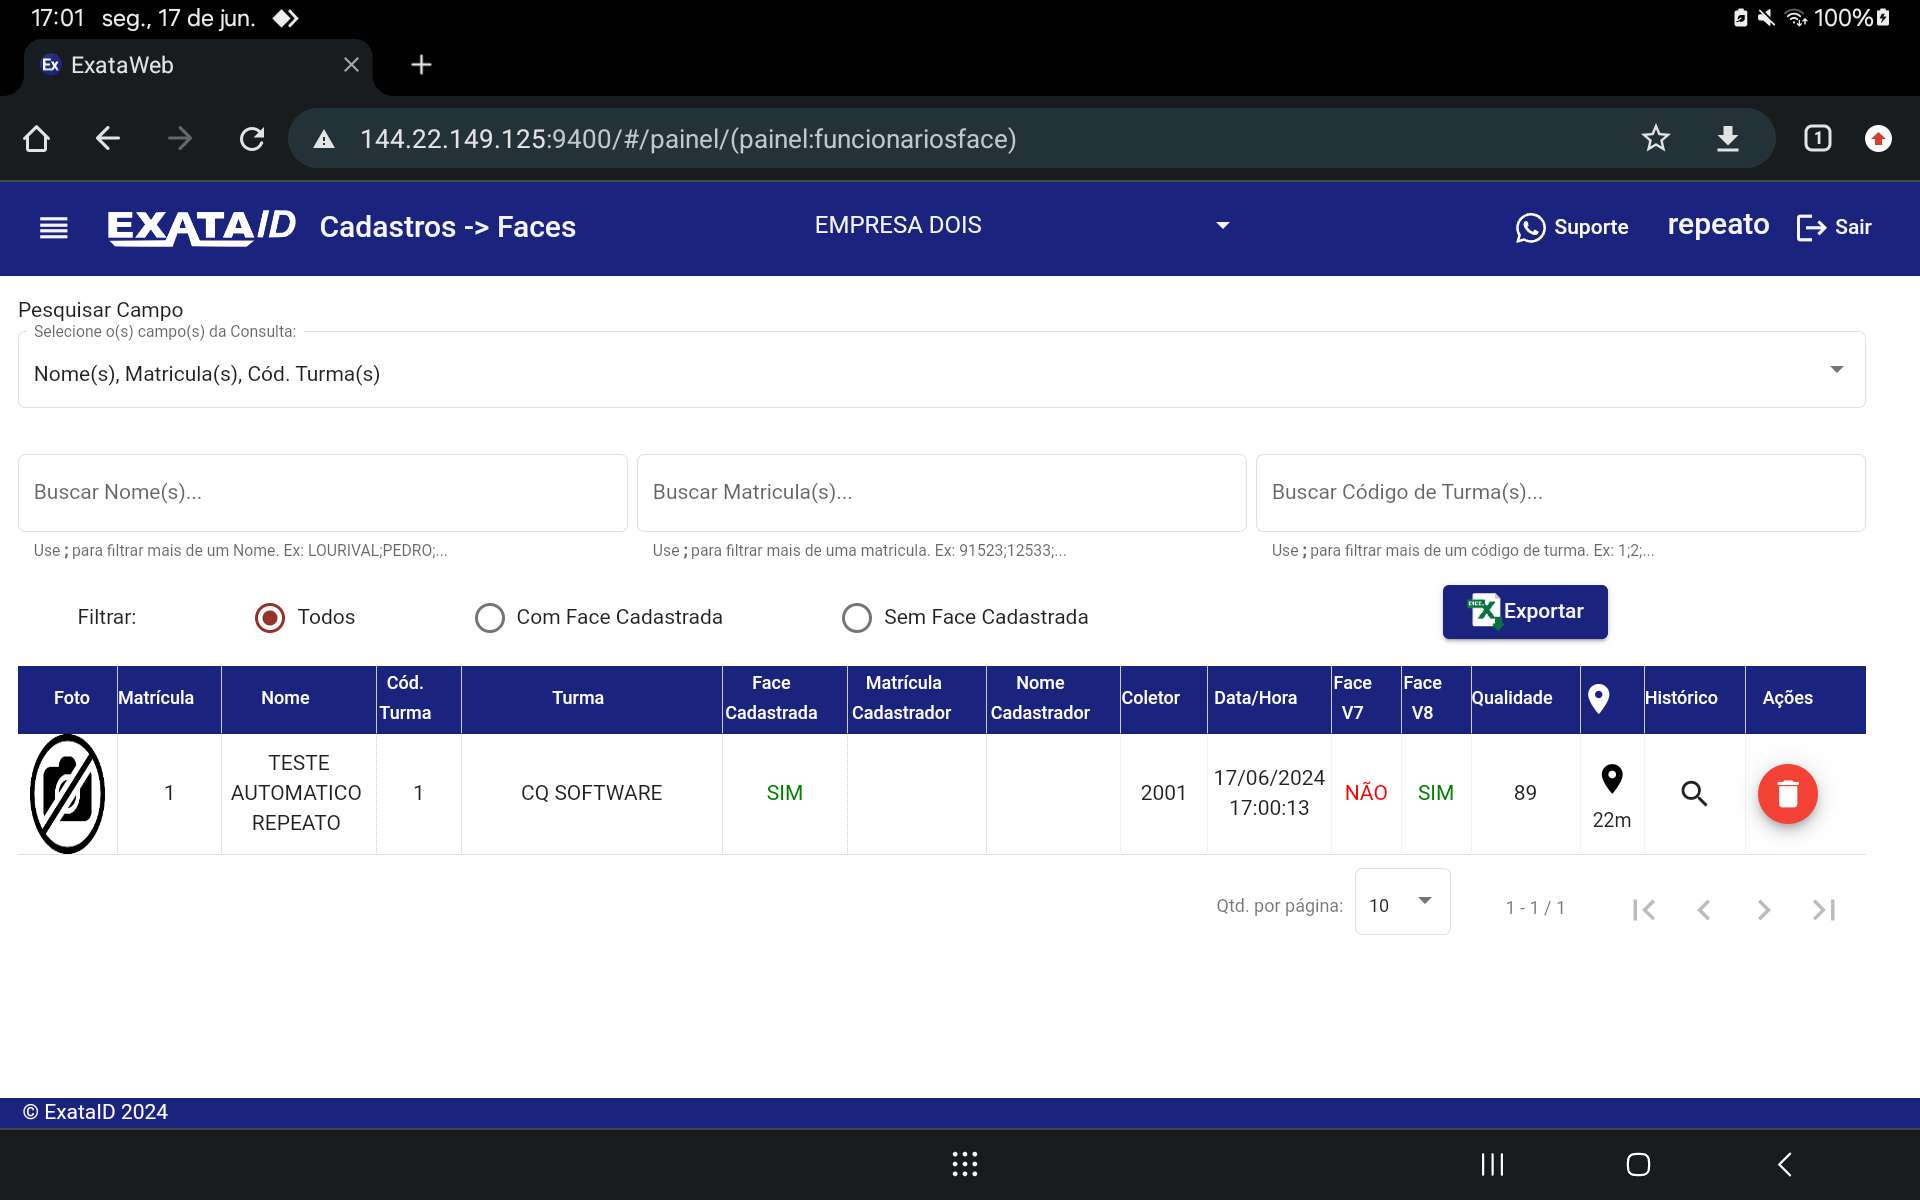 17:01 seg., 17 de jun. 100%
Ex ExataWeb
144.22.149.125:9400/#/painel/(painel:funcionariosface) 1
EXATAID Cadastros -> Faces EMPRESA DOIS Suporte repeato Sair
Pesquisar Campo
Selecione o(s) campo(s) da Consulta:
Nome(s), Matricula(s), Cód. Turma(s)
Buscar Nome(s)... Buscar Matricula(s)... Buscar Código de Turma(s)...
Use ; para filtrar mais de um Nome. Ex: LOURIVAL;PEDRO;... Use ; para filtrar mais de uma matricula. Ex: 91523;12533;... Use ; para filtrar mais de um código de turma. Ex: 1;2;...
Filtrar: Todos Com Face Cadastrada Sem Face Cadastrada Exportar
Foto Matrícula Nome Cód. Turma Turma Face Cadastrada Matrícula Cadastrador Nome Cadastrador Coletor Data/Hora Face V7 Face V8 Qualidade Histórico Ações
1 TESTE AUTOMATICO REPEATO 1 CQ SOFTWARE SIM 2001 17/06/2024 17:00:13 NÃO SIM 89 22m
Qtd. por página: 10 1 - 1 / 1
© ExataID 2024